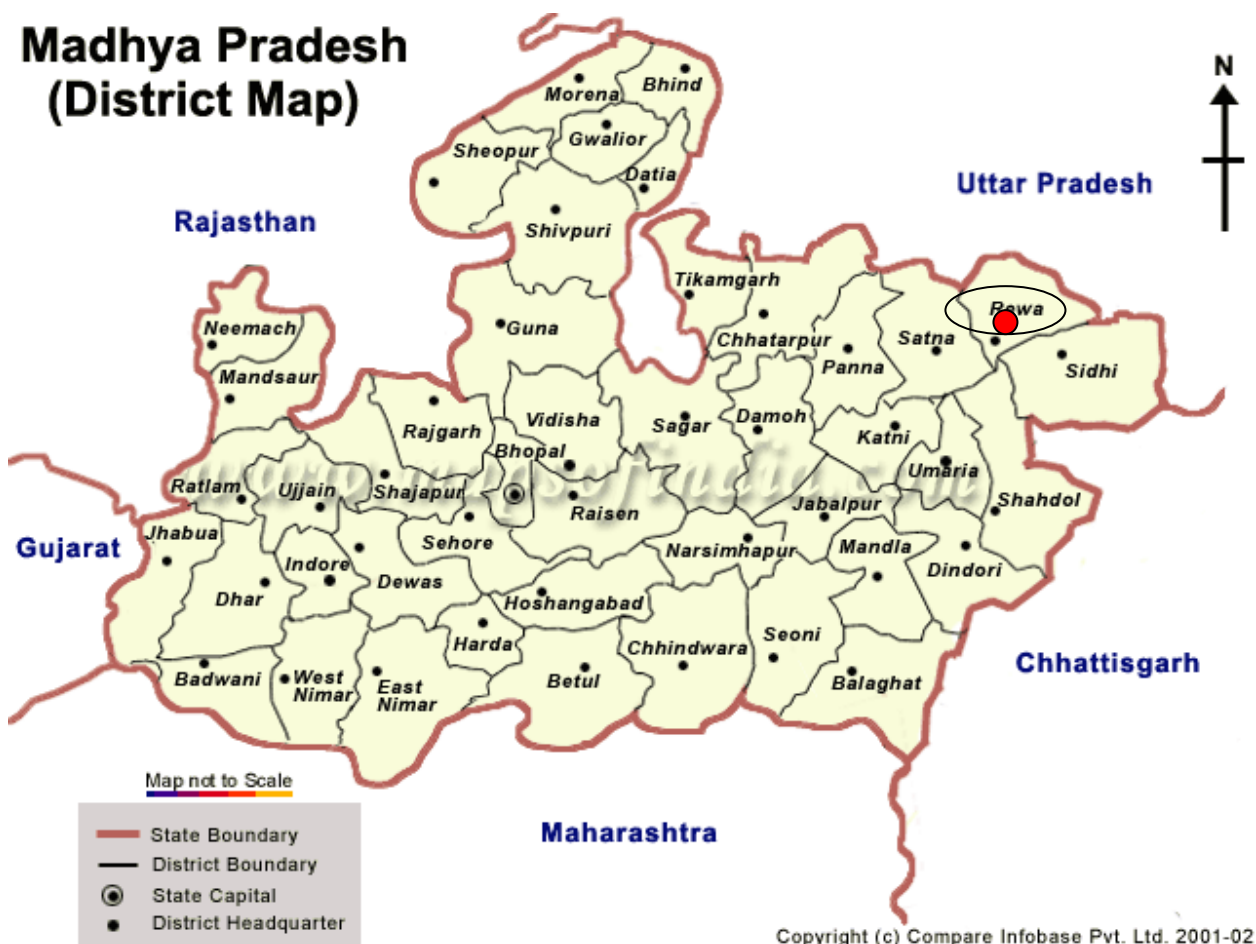 Madhya Pradesh
(District Map)
N
Morena
Bhind
Gwalior
Sheopur
Datia
Uttar Pradesh
Rajasthan
Shivpuri
Tikamgarh
Rewa
Neemach
Guna
Chhatarpur
Satna
Panna
Sidhi
Mandsaur
Vidisha
Sagar
Damoh
Rajgarh
Katni
Bhopal
Umaria
www.mapsofindia.com
Ratlam
Ujjain
Shajapur
Raisen
Jabalpur
Shahdol
Jhabua
Gujarat
Sehore
Narsimhapur
Mandla
Indore
Dewas
Dindori
Dhar
Hoshangabad
Harda
Chhindwara
Seoni
Chhattisgarh
Badwani
West
Nimar
East
Nimar
Betul
Balaghat
Map not to Scale
Maharashtra
State Boundary
District Boundary
State Capital
District Headquarter
Copyright (c) Compare Infobase Pvt. Ltd. 2001-02